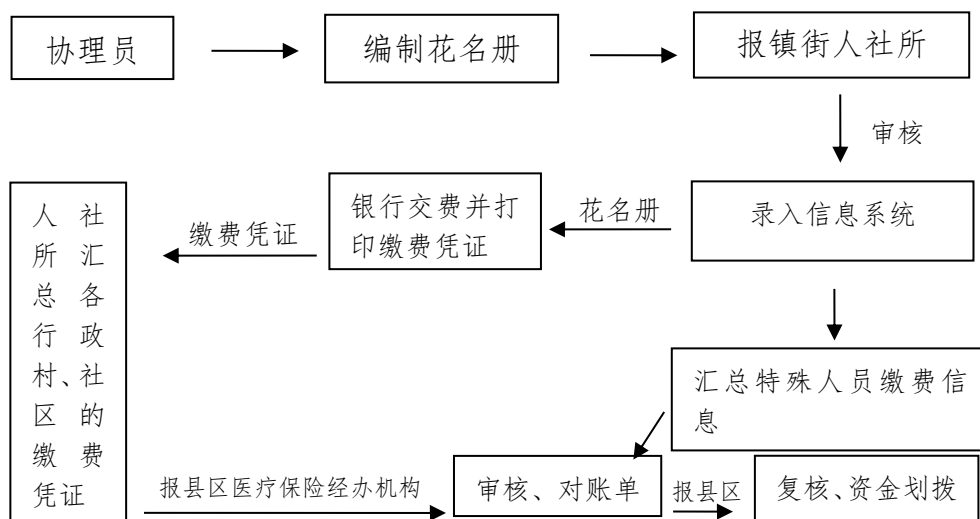 协理员
编制花名册
报镇街人社所
审核
录入信息系统
花名册
银行交费并打
印缴费凭证
缴费凭证
人社
所汇
总各
行政
村、社
区的
缴费
凭证
汇总特殊人员缴费信
息
报县区医疗保险经办机构
审核、对账单
报县区
复核、资金划拨